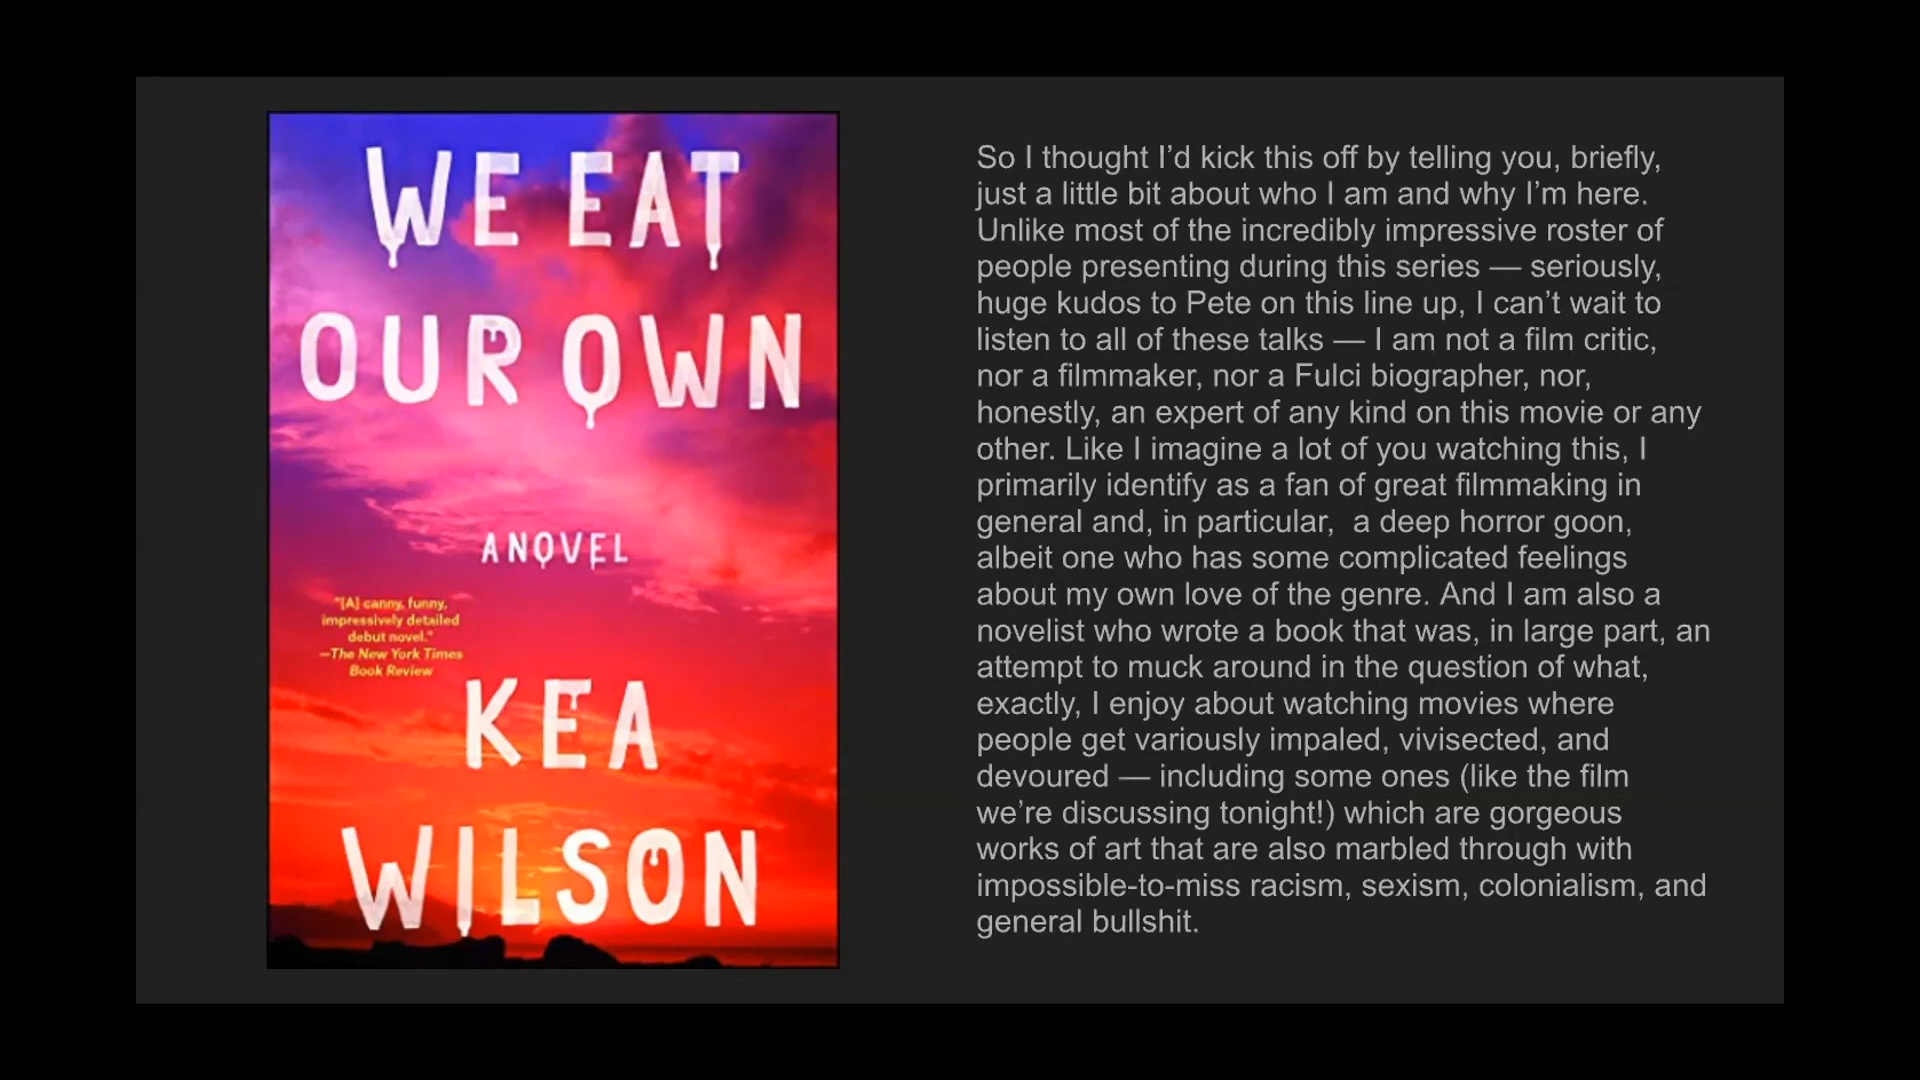 WE EAT
OUR OWN
A NOVEL
"[A] canny, funny,
impressively detailed
debut novel."
—The New York Times
Book Review
KEA
WILSON
So I thought I’d kick this off by telling you, briefly,
just a little bit about who I am and why I’m here.
Unlike most of the incredibly impressive roster of
people presenting during this series — seriously,
huge kudos to Pete on this line up, I can’t wait to
listen to all of these talks — I am not a film critic,
nor a filmmaker, nor a Fulci biographer, nor,
honestly, an expert of any kind on this movie or any
other. Like I imagine a lot of you watching this, I
primarily identify as a fan of great filmmaking in
general and, in particular,  a deep horror goon,
albeit one who has some complicated feelings
about my own love of the genre. And I am also a
novelist who wrote a book that was, in large part, an
attempt to muck around in the question of what,
exactly, I enjoy about watching movies where
people get variously impaled, vivisected, and
devoured — including some ones (like the film
we’re discussing tonight!) which are gorgeous
works of art that are also marbled through with
impossible-to-miss racism, sexism, colonialism, and
general bullshit.